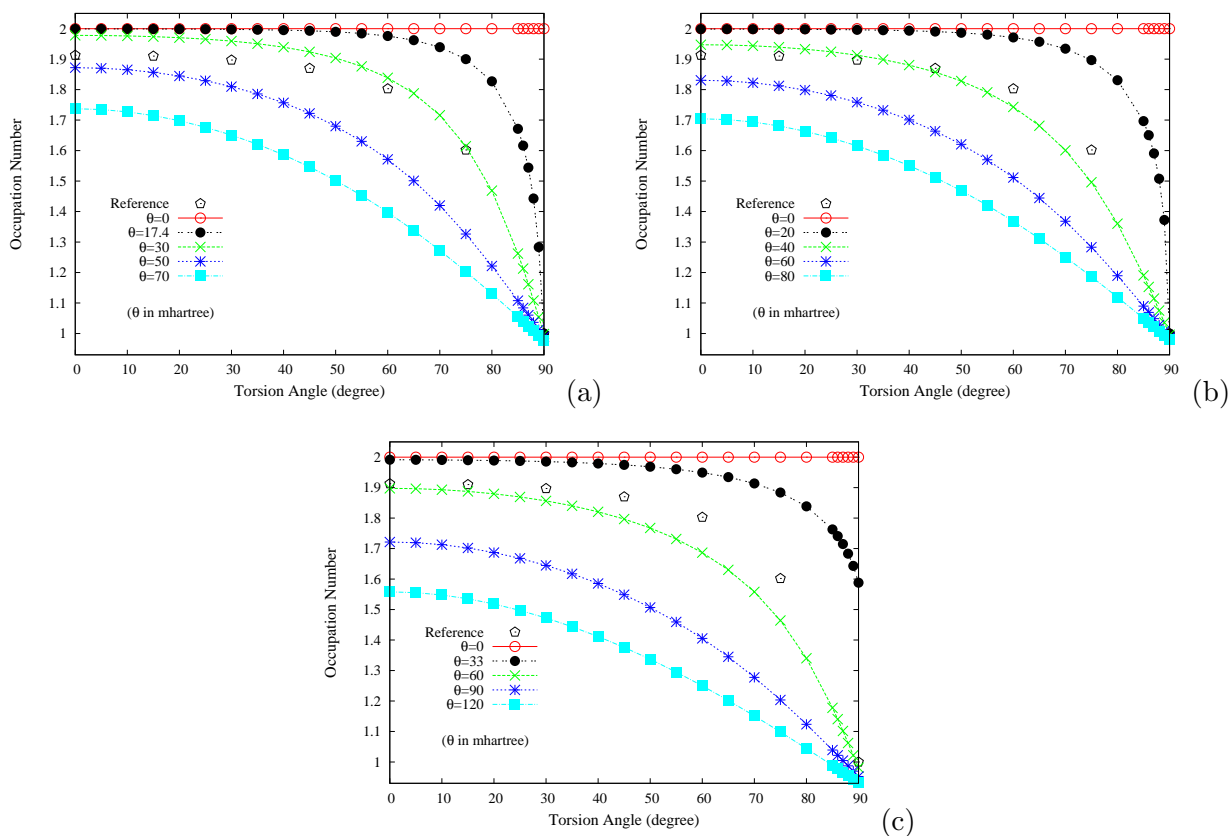 2
1.9
1.8
1.7
1.6
1.5
1.4
1.3
1.2
1.1
1
Occupation Number
Reference
θ=0
θ=17.4
θ=30
θ=50
θ=70
(θ in mhartree)
0 10 20 30 40 50 60 70 80 90
Torsion Angle (degree)
(a)
2
1.9
1.8
1.7
1.6
1.5
1.4
1.3
1.2
1.1
1
Occupation Number
Reference
θ=0
θ=20
θ=40
θ=60
θ=80
(θ in mhartree)
0 10 20 30 40 50 60 70 80 90
Torsion Angle (degree)
(b)
2
1.9
1.8
1.7
1.6
1.5
1.4
1.3
1.2
1.1
1
Occupation Number
Reference
θ=0
θ=33
θ=60
θ=90
θ=120
(θ in mhartree)
0 10 20 30 40 50 60 70 80 90
Torsion Angle (degree)
(c)